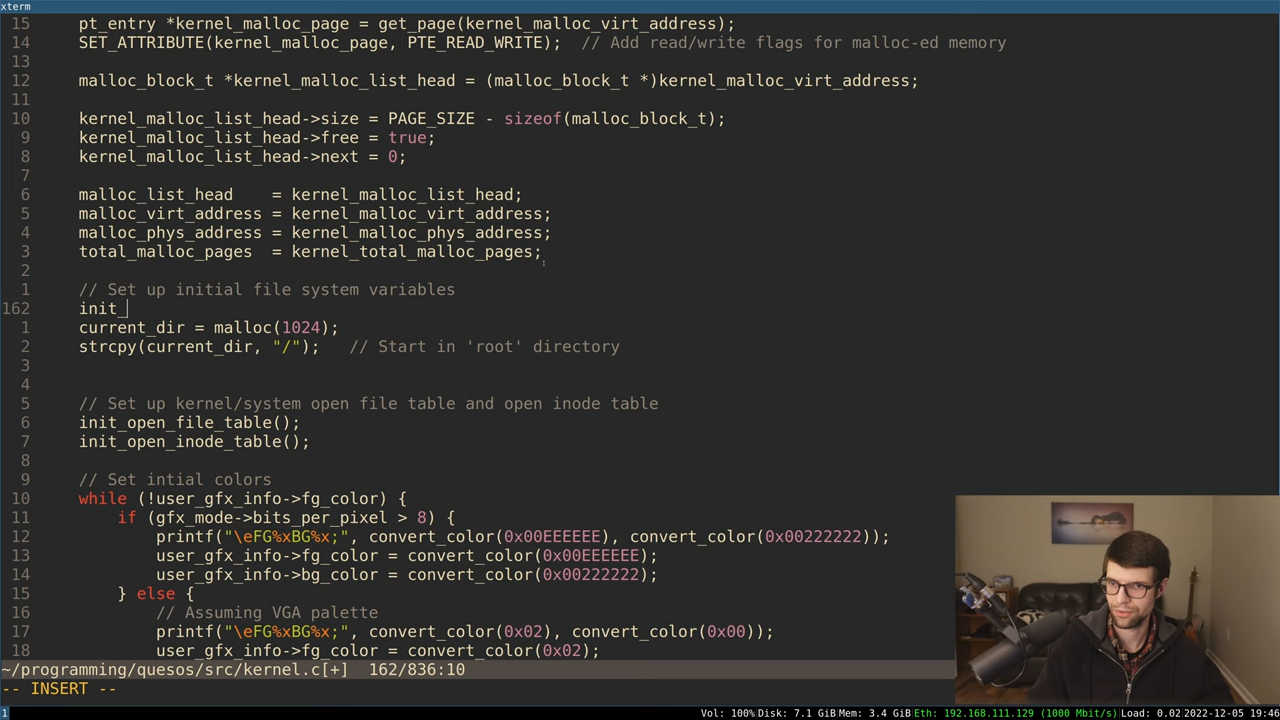 xterm
15 pt_entry *kernel_malloc_page = get_page(kernel_malloc_virt_address);
14 SET_ATTRIBUTE(kernel_malloc_page, PTE_READ_WRITE);  // Add read/write flags for malloc-ed memory
13
12 malloc_block_t *kernel_malloc_list_head = (malloc_block_t *)kernel_malloc_virt_address;
11
10 kernel_malloc_list_head->size = PAGE_SIZE - sizeof(malloc_block_t);
9 kernel_malloc_list_head->free = true;
8 kernel_malloc_list_head->next = 0;
7
6 malloc_list_head    = kernel_malloc_list_head;
5 malloc_virt_address = kernel_malloc_virt_address;
4 malloc_phys_address = kernel_malloc_phys_address;
3 total_malloc_pages  = kernel_total_malloc_pages;
2
1 // Set up initial file system variables
162 init_
1 current_dir = malloc(1024);
2 strcpy(current_dir, "/");   // Start in 'root' directory
3
4
5 // Set up kernel/system open file table and open inode table
6 init_open_file_table();
7 init_open_inode_table();
8
9 // Set intial colors
10 while (!user_gfx_info->fg_color) {
11 if (gfx_mode->bits_per_pixel > 8) {
12 printf("\eFG%xBG%x;", convert_color(0x00EEEEEE), convert_color(0x00222222));
13 user_gfx_info->fg_color = convert_color(0x00EEEEEE);
14 user_gfx_info->bg_color = convert_color(0x00222222);
15 } else {
16 // Assuming VGA palette
17 printf("\eFG%xBG%x;", convert_color(0x02), convert_color(0x00));
18 user_gfx_info->fg_color = convert_color(0x02);
~/programming/quesos/src/kernel.c[+]  162/836:10
-- INSERT --
1 Vol: 100% Disk: 7.1 GiB Mem: 3.4 GiB Eth: 192.168.111.129 (1000 Mbit/s) Load: 0.02 2022-12-05 19:46